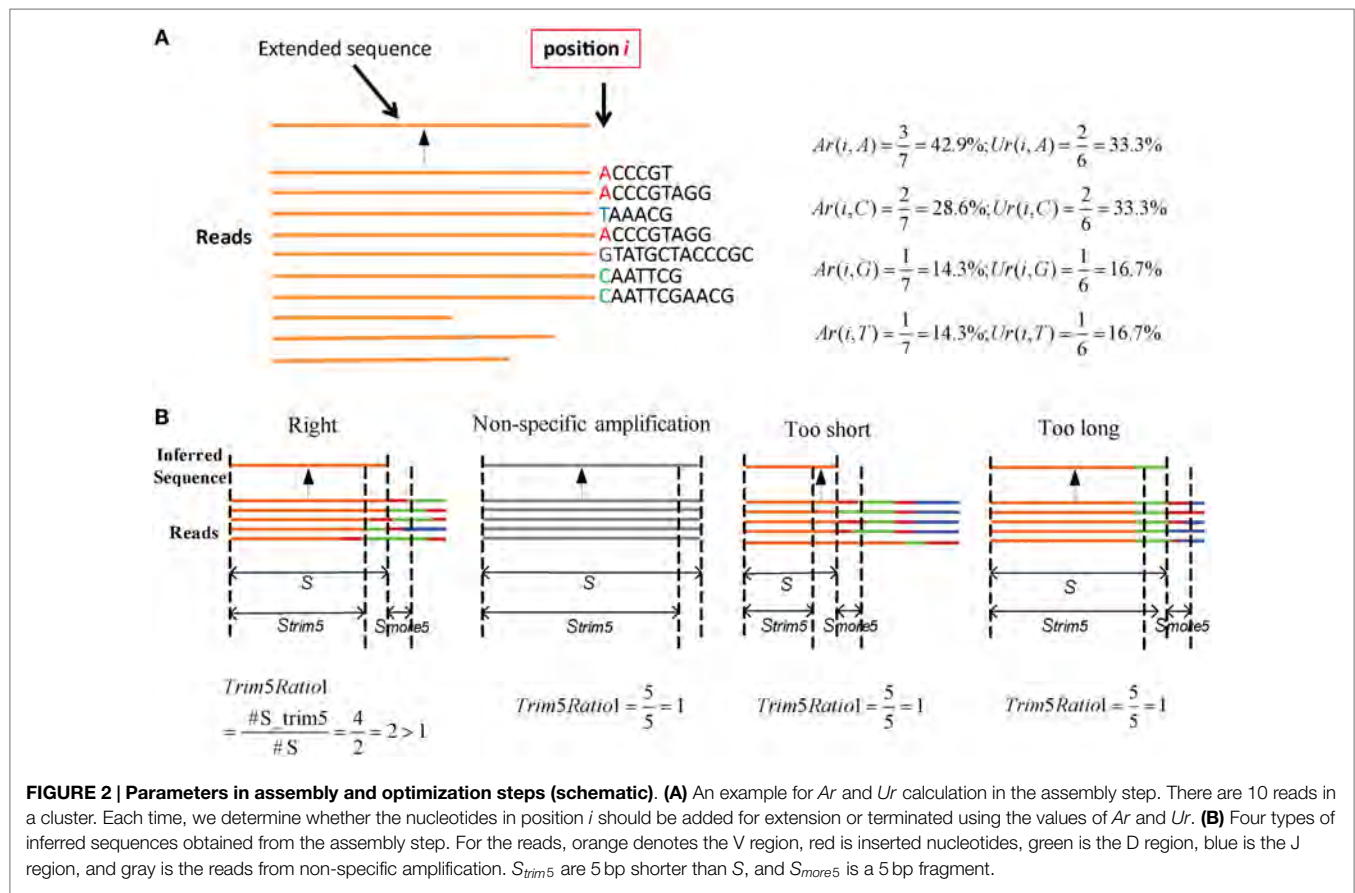 A
Extended sequence
position i
Reads
ACCCGT
ACCCGTAGG
TAAACG
ACCCGTAGG
GTATGCTACCCGC
CAATTCG
CAATTCGAACG
Ar(i, A) = 3/7 = 42.9%; Ur(i, A) = 2/6 = 33.3%
Ar(i, C) = 2/7 = 28.6%; Ur(i, C) = 2/6 = 33.3%
Ar(i, G) = 1/7 = 14.3%; Ur(i, G) = 1/6 = 16.7%
Ar(i, T) = 1/7 = 14.3%; Ur(i, T) = 1/6 = 16.7%
B
Right
Non-specific amplification
Too short
Too long
Inferred
Sequence
Reads
S
S
S
S
Strim5 Smore5
Strim5
Strim5 Smore5
Strim5 Smore5
Trim5Ratio1
= #S_trim5/#S = 4/2 = 2 > 1
Trim5Ratio1 = 5/5 = 1
Trim5Ratio1 = 5/5 = 1
Trim5Ratio1 = 5/5 = 1
FIGURE 2 | Parameters in assembly and optimization steps (schematic). (A) An example for Ar and Ur calculation in the assembly step. There are 10 reads in
a cluster. Each time, we determine whether the nucleotides in position i should be added for extension or terminated using the values of Ar and Ur. (B) Four types of
inferred sequences obtained from the assembly step. For the reads, orange denotes the V region, red is inserted nucleotides, green is the D region, blue is the J
region, and gray is the reads from non-specific amplification. Strim5 are 5 bp shorter than S, and Smore5 is a 5 bp fragment.